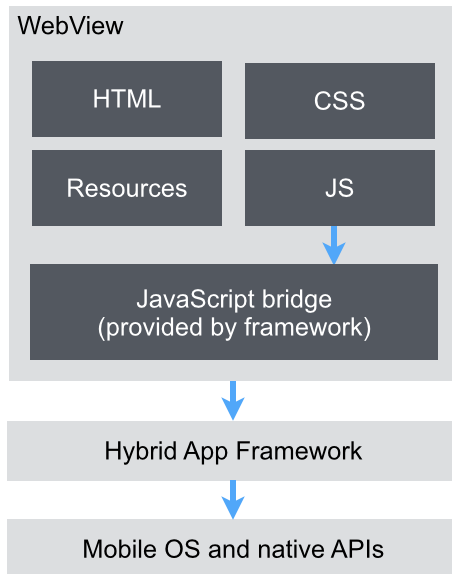 WebView
HTML
CSS
Resources
JS
JavaScript bridge
(provided by framework)
Hybrid App Framework
Mobile OS and native APIs